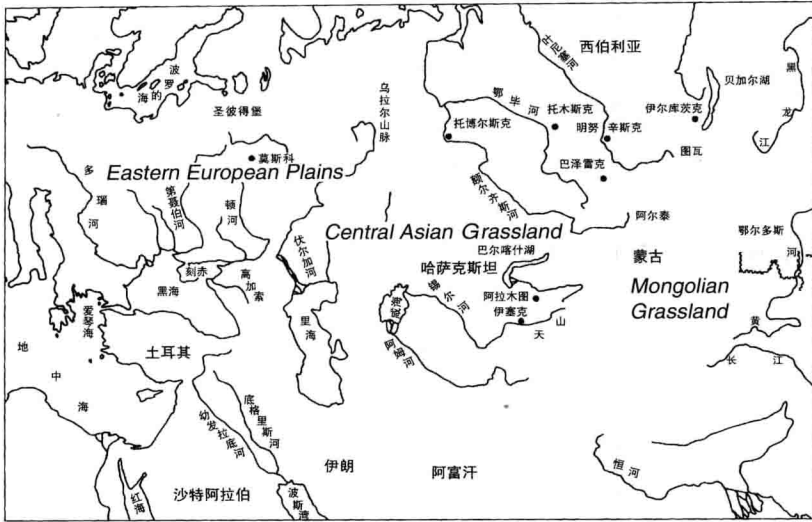 西伯利亚
叶尼塞河
黑龙江
贝加尔湖
波罗的海
圣彼得堡
乌拉尔山脉
鄂毕河
托木斯克
伊尔库茨克
托博尔斯克
明努辛斯克
图瓦
莫斯科
巴泽雷克
多瑙河
Eastern European Plains
第聂伯河
顿河
额尔齐斯河
阿尔泰
Central Asian Grassland
鄂尔多斯
伏尔加河
巴尔喀什湖
蒙古
刻赤
高加索
哈萨克斯坦
Mongolian
Grassland
黑海
里海
咸海
锡尔河
阿拉木图
伊塞克
天山
爱琴海
土耳其
阿姆河
黄河
长江
地中海
底格里斯河
幼发拉底河
伊朗
阿富汗
恒河
红海
沙特阿拉伯
波斯湾